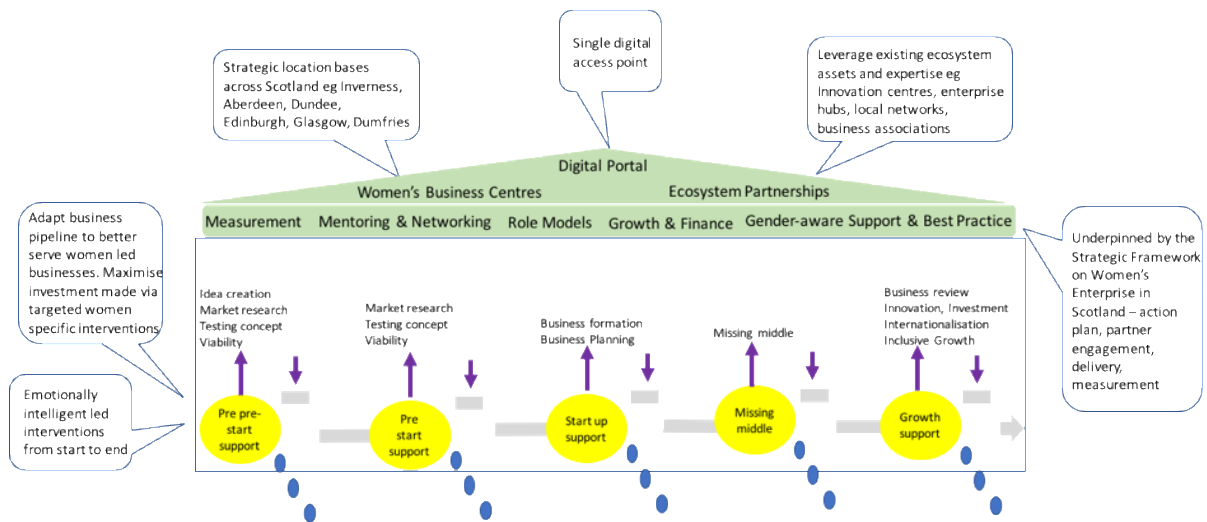 Single digital
access point
Strategic location bases
across Scotland eg Inverness,
Aberdeen, Dundee,
Edinburgh, Glasgow, Dumfries
Leverage existing ecosystem
assets and expertise eg
Innovation centres, enterprise
hubs, local networks,
business associations
Digital Portal
Women's Business Centres
Ecosystem Partnerships
Measurement
Mentoring & Networking
Role Models
Growth & Finance
Gender-aware Support & Best Practice
Adapt business
pipeline to better
serve women led
businesses. Maximise
investment made via
targeted women
specific interventions
Emotionally
intelligent led
interventions
from start to end
Underpinned by the
Strategic Framework
on Women's
Enterprise in
Scotland – action
plan, partner
engagement,
delivery,
measurement
Idea creation
Market research
Testing concept
Viability
Market research
Testing concept
Viability
Business formation
Business Planning
Missing middle
Business review
Innovation, Investment
Internationalisation
Inclusive Growth
Pre pre-
start
support
Pre
start
support
Start up
support
Missing
middle
Growth
support